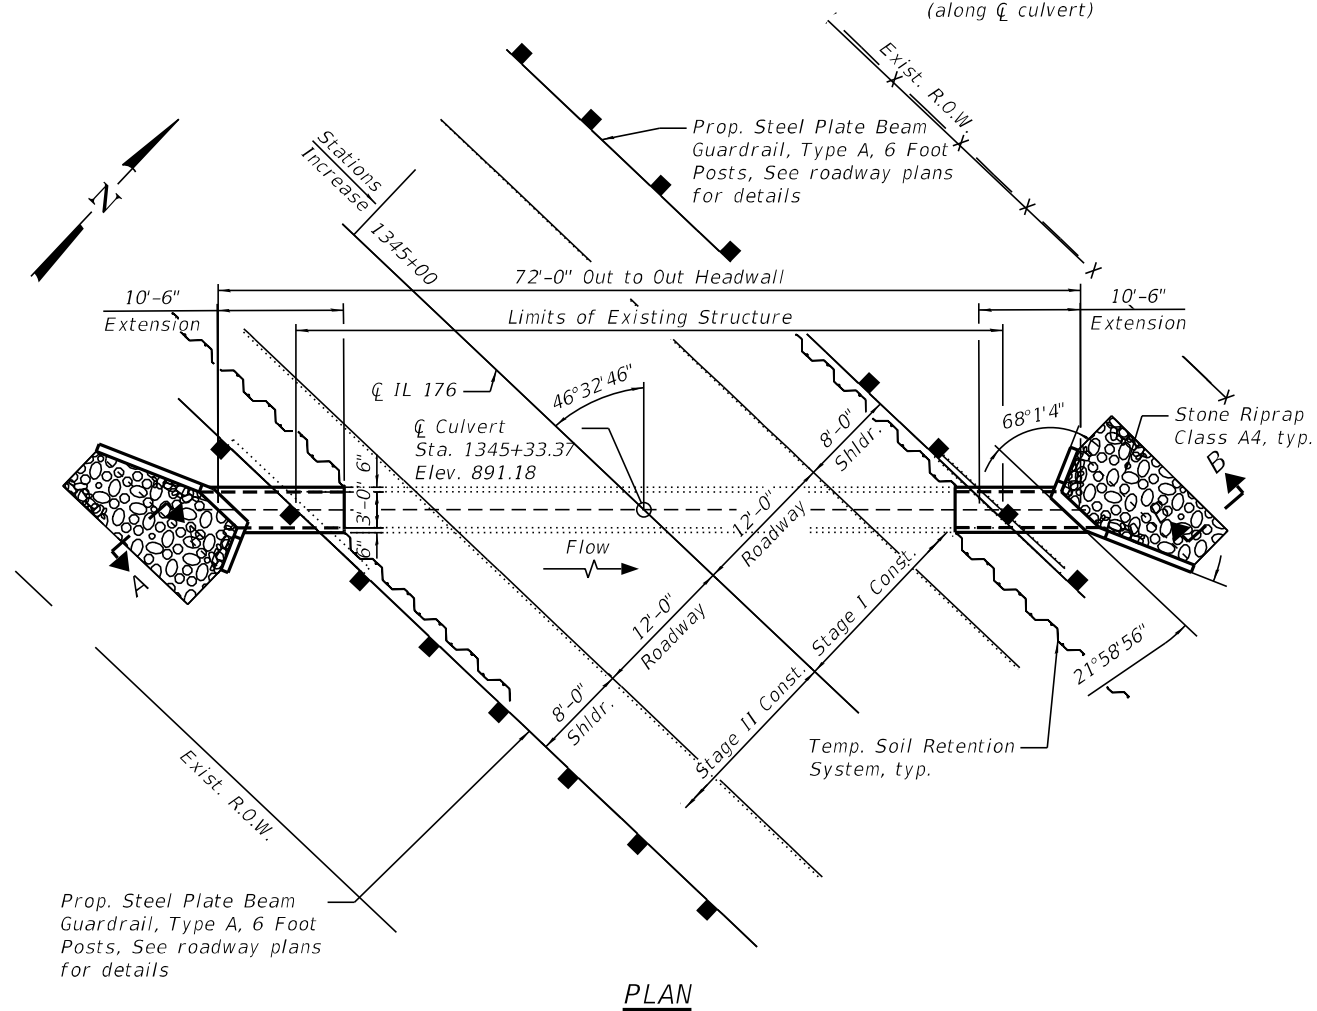 (along ℄ culvert)
Exist. R.O.W.
Prop. Steel Plate Beam
Guardrail, Type A, 6 Foot
Posts, See roadway plans
for details
Stations
Increase
N
1345+00
72'-0" Out to Out Headwall
10'-6"
Extension
10'-6"
Extension
Limits of Existing Structure
℄ IL 176
46°32'46"
℄ Culvert
Sta. 1345+33.37
Elev. 891.18
8'-0"
Shldr.
68°1'4"
Stone Riprap
Class A4, typ.
B
6"
3'-0"
6"
12'-0"
Roadway
Flow
A
12'-0"
Roadway
Stage I Const.
Stage II Const.
21°58'56"
8'-0"
Shldr.
Temp. Soil Retention
System, typ.
Exist. R.O.W.
Prop. Steel Plate Beam
Guardrail, Type A, 6 Foot
Posts, See roadway plans
for details
PLAN